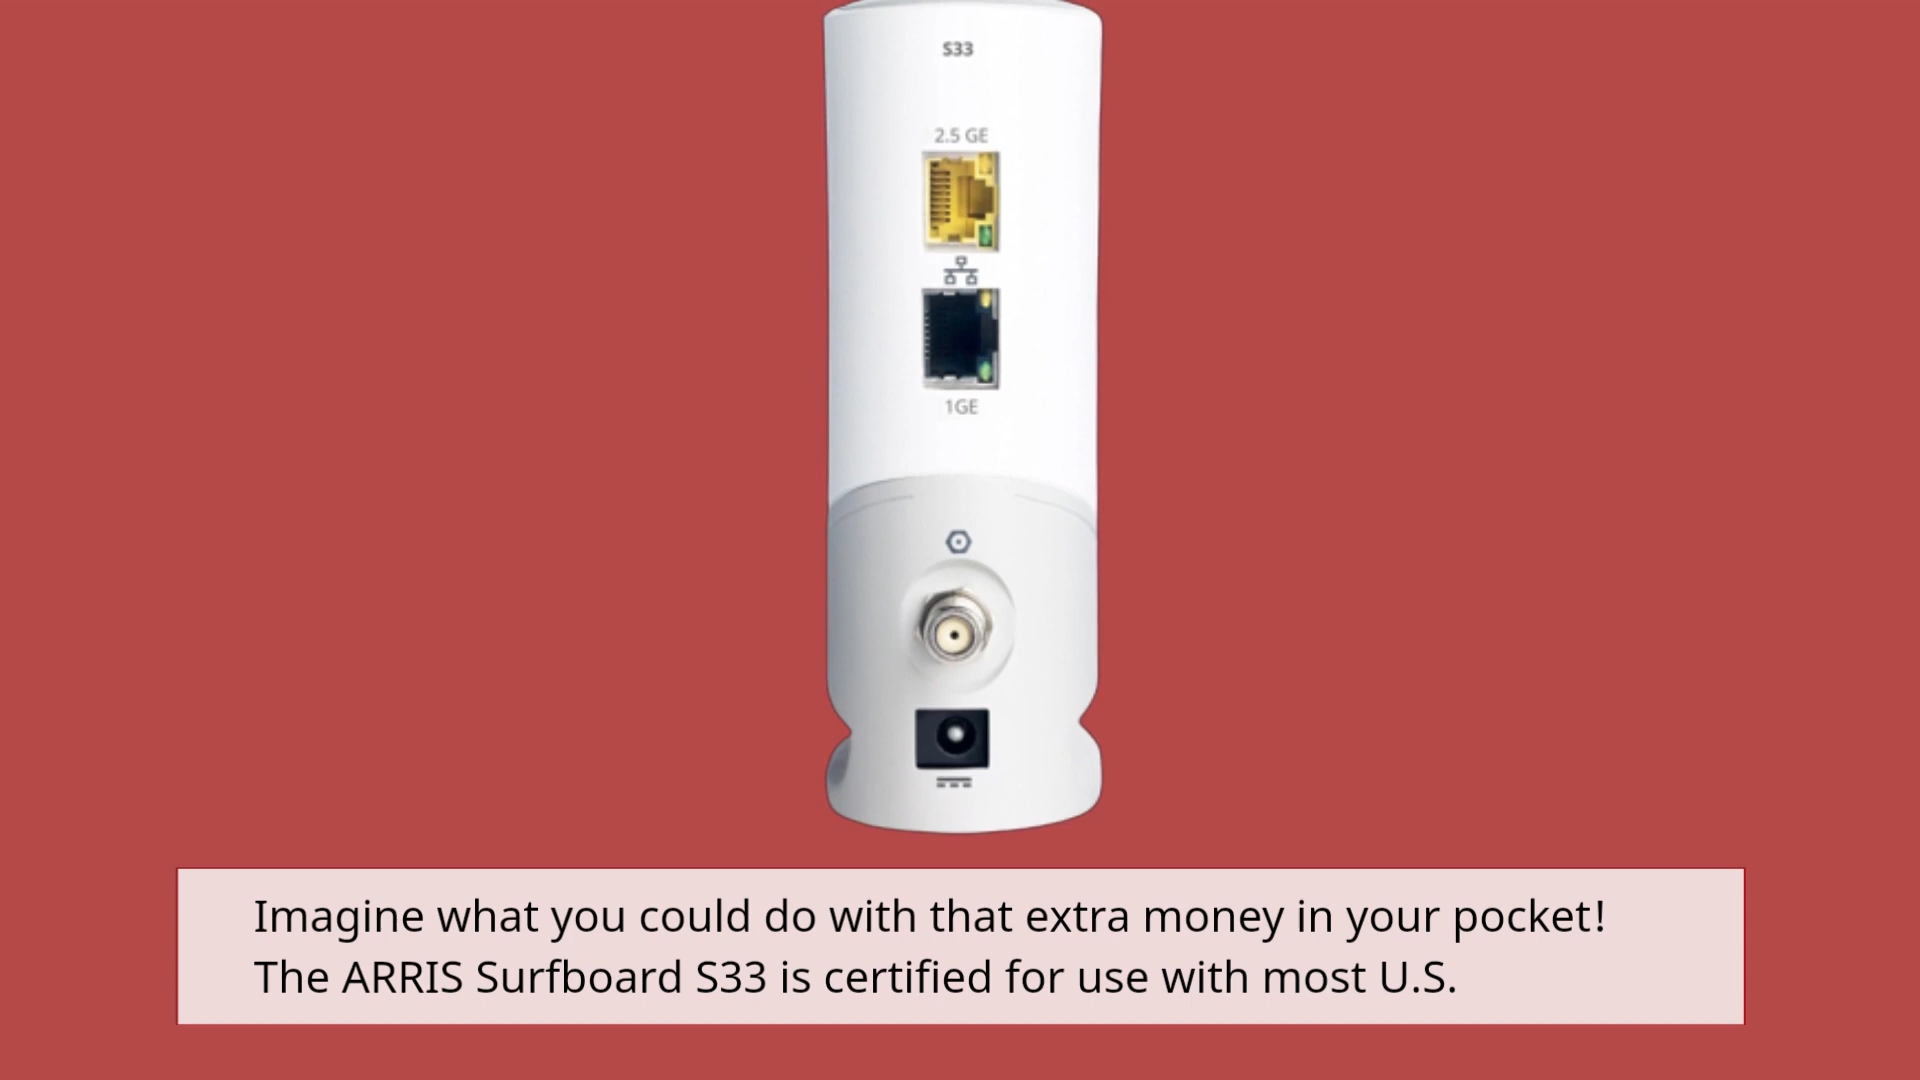 S33
2.5 GE
1GE
Imagine what you could do with that extra money in your pocket!
The ARRIS Surfboard S33 is certified for use with most U.S.